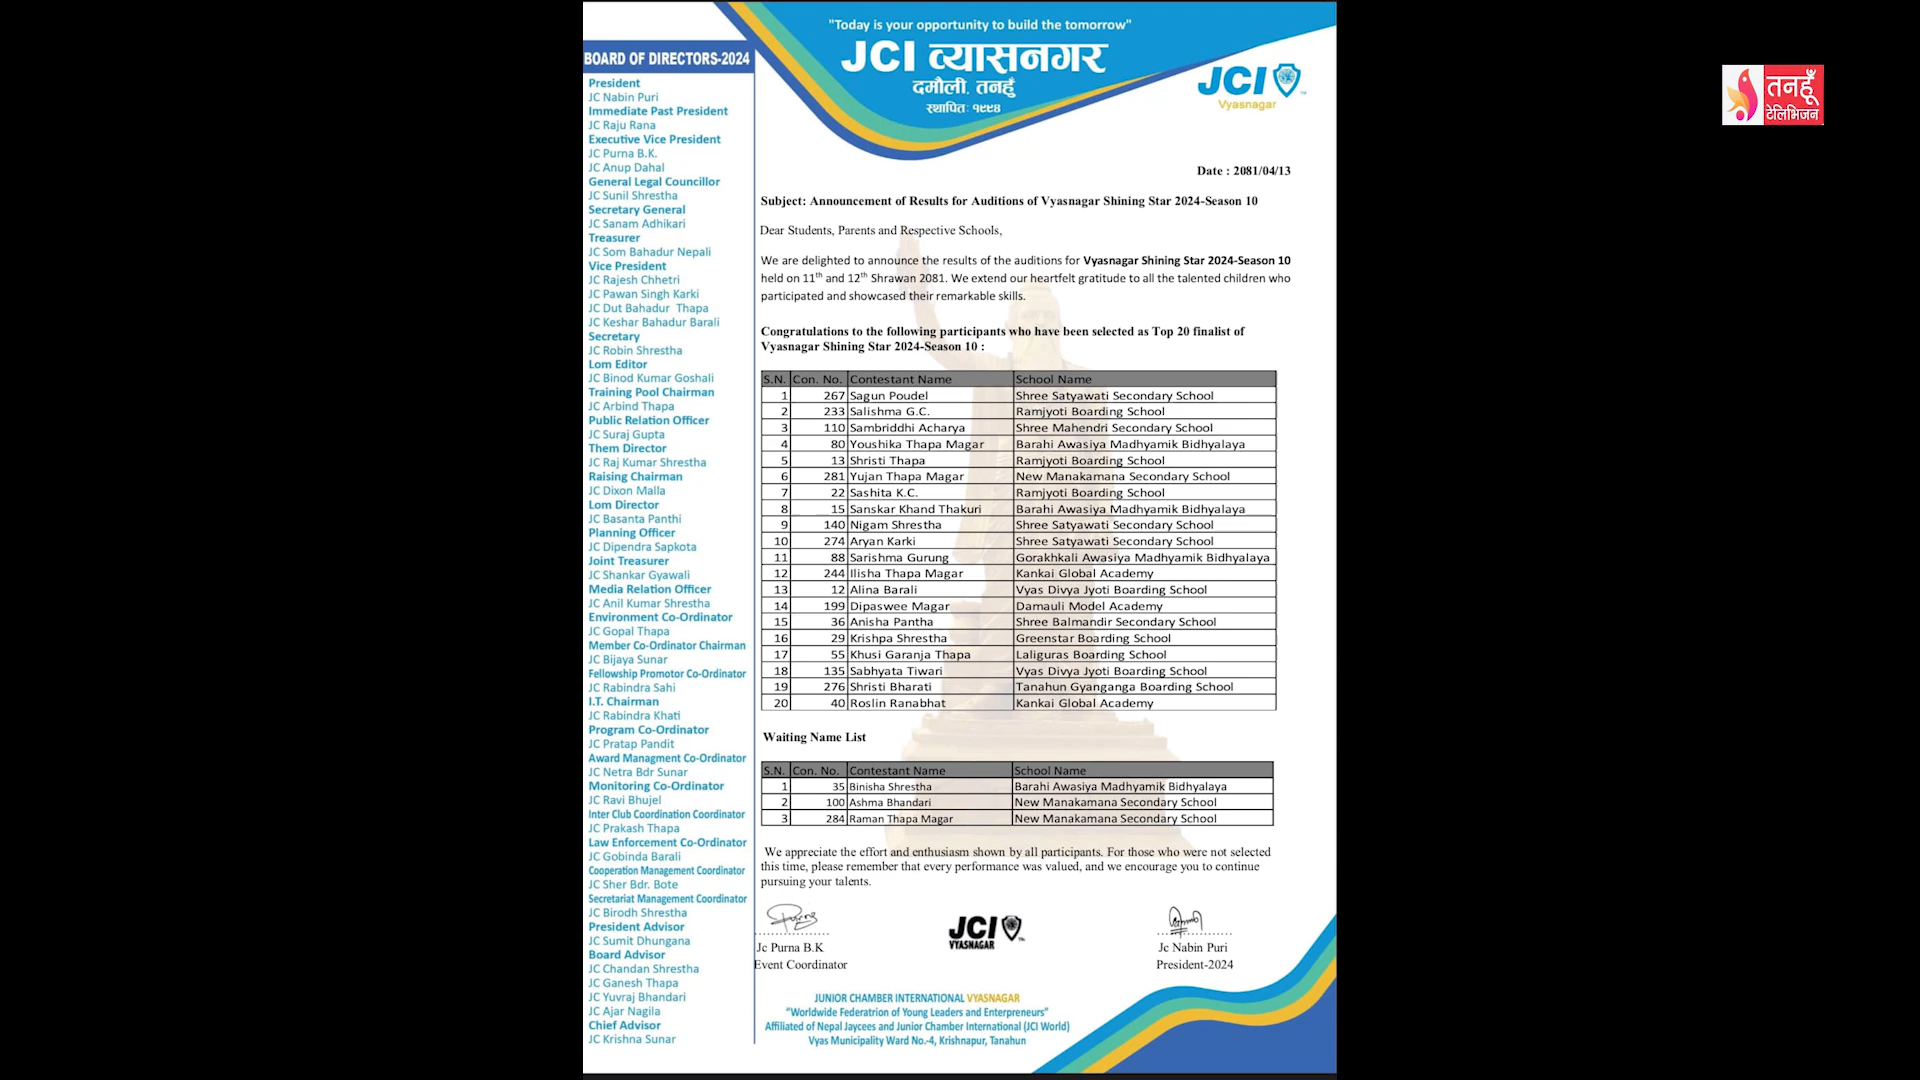 "Today is your opportunity to build the tomorrow"
JCI व्यासनगर
दमौली, तनहुँ
स्थापित: १९९४
JCI
Vyasnagar
तनहूँ
टेलिभिजन
BOARD OF DIRECTORS-2024
President
JC Nabin Puri
Immediate Past President
JC Raju Rana
Executive Vice President
JC Purna B.K.
JC Anup Dahal
General Legal Councillor
JC Sunil Shrestha
Secretary General
JC Sanam Adhikari
Treasurer
JC Som Bahadur Nepali
Vice President
JC Rajesh Chhetri
JC Pawan Singh Karki
JC Dut Bahadur Thapa
JC Keshar Bahadur Barali
Secretary
JC Robin Shrestha
Lom Editor
JC Binod Kumar Goshali
Training Pool Chairman
JC Arbind Thapa
Public Relation Officer
JC Suraj Gupta
Them Director
JC Raj Kumar Shrestha
Raising Chairman
JC Dixon Malla
Lom Director
JC Basanta Panthi
Planning Officer
JC Dipendra Sapkota
Joint Treasurer
JC Shankar Gyawali
Media Relation Officer
JC Anil Kumar Shrestha
Environment Co-Ordinator
JC Gopal Thapa
Member Co-Ordinator Chairman
JC Bijaya Sunar
Fellowship Promotor Co-Ordinator
JC Rabindra Sahi
I.T. Chairman
JC Rabindra Khati
Program Co-Ordinator
JC Pratap Pandit
Award Managment Co-Ordinator
JC Netra Bdr Sunar
Monitoring Co-Ordinator
JC Ravi Bhujel
Inter Club Coordination Coordinator
JC Prakash Thapa
Law Enforcement Co-Ordinator
JC Gobinda Barali
Cooperation Management Coordinator
JC Sher Bdr. Bote
Secretariat Management Coordinator
JC Birodh Shrestha
President Advisor
JC Sumit Dhungana
Board Advisor
JC Chandan Shrestha
JC Ganesh Thapa
JC Yuvraj Bhandari
JC Ajar Nagila
Chief Advisor
JC Krishna Sunar
Date : 2081/04/13
Subject: Announcement of Results for Auditions of Vyasnagar Shining Star 2024-Season 10
Dear Students, Parents and Respective Schools,
We are delighted to announce the results of the auditions for Vyasnagar Shining Star 2024-Season 10
held on 11th and 12th Shrawan 2081. We extend our heartfelt gratitude to all the talented children who
participated and showcased their remarkable skills.
Congratulations to the following participants who have been selected as Top 20 finalist of
Vyasnagar Shining Star 2024-Season 10 :
S.N. Con. No. Contestant Name School Name
1 267 Sagun Poudel Shree Satyawati Secondary School
2 233 Salishma G.C. Ramjyoti Boarding School
3 110 Sambriddhi Acharya Shree Mahendri Secondary School
4 80 Youshika Thapa Magar Barahi Awasiya Madhyamik Bidhyalaya
5 13 Shristi Thapa Ramjyoti Boarding School
6 281 Yujan Thapa Magar New Manakamana Secondary School
7 22 Sashita K.C. Ramjyoti Boarding School
8 15 Sanskar Khand Thakuri Barahi Awasiya Madhyamik Bidhyalaya
9 140 Nigam Shrestha Shree Satyawati Secondary School
10 274 Aryan Karki Shree Satyawati Secondary School
11 88 Sarishma Gurung Gorakhkali Awasiya Madhyamik Bidhyalaya
12 244 Ilisha Thapa Magar Kankai Global Academy
13 12 Alina Barali Vyas Divya Jyoti Boarding School
14 199 Dipaswee Magar Damauli Model Academy
15 36 Anisha Pantha Shree Balmandir Secondary School
16 29 Krishpa Shrestha Greenstar Boarding School
17 55 Khusi Garanja Thapa Laliguras Boarding School
18 135 Sabhyata Tiwari Vyas Divya Jyoti Boarding School
19 276 Shristi Bharati Tanahun Gyanganga Boarding School
20 40 Roslin Ranabhat Kankai Global Academy
Waiting Name List
S.N. Con. No. Contestant Name School Name
1 35 Binisha Shrestha Barahi Awasiya Madhyamik Bidhyalaya
2 100 Ashma Bhandari New Manakamana Secondary School
3 284 Raman Thapa Magar New Manakamana Secondary School
We appreciate the effort and enthusiasm shown by all participants. For those who were not selected
this time, please remember that every performance was valued, and we encourage you to continue
pursuing your talents.
JCI
VYASNAGAR
Jc Purna B.K
Event Coordinator
Jc Nabin Puri
President-2024
JUNIOR CHAMBER INTERNATIONAL VYASNAGAR
"Worldwide Federatrion of Young Leaders and Enterpreneurs"
Affiliated of Nepal Jaycees and Junior Chamber International (JCI World)
Vyas Municipality Ward No.-4, Krishnapur, Tanahun